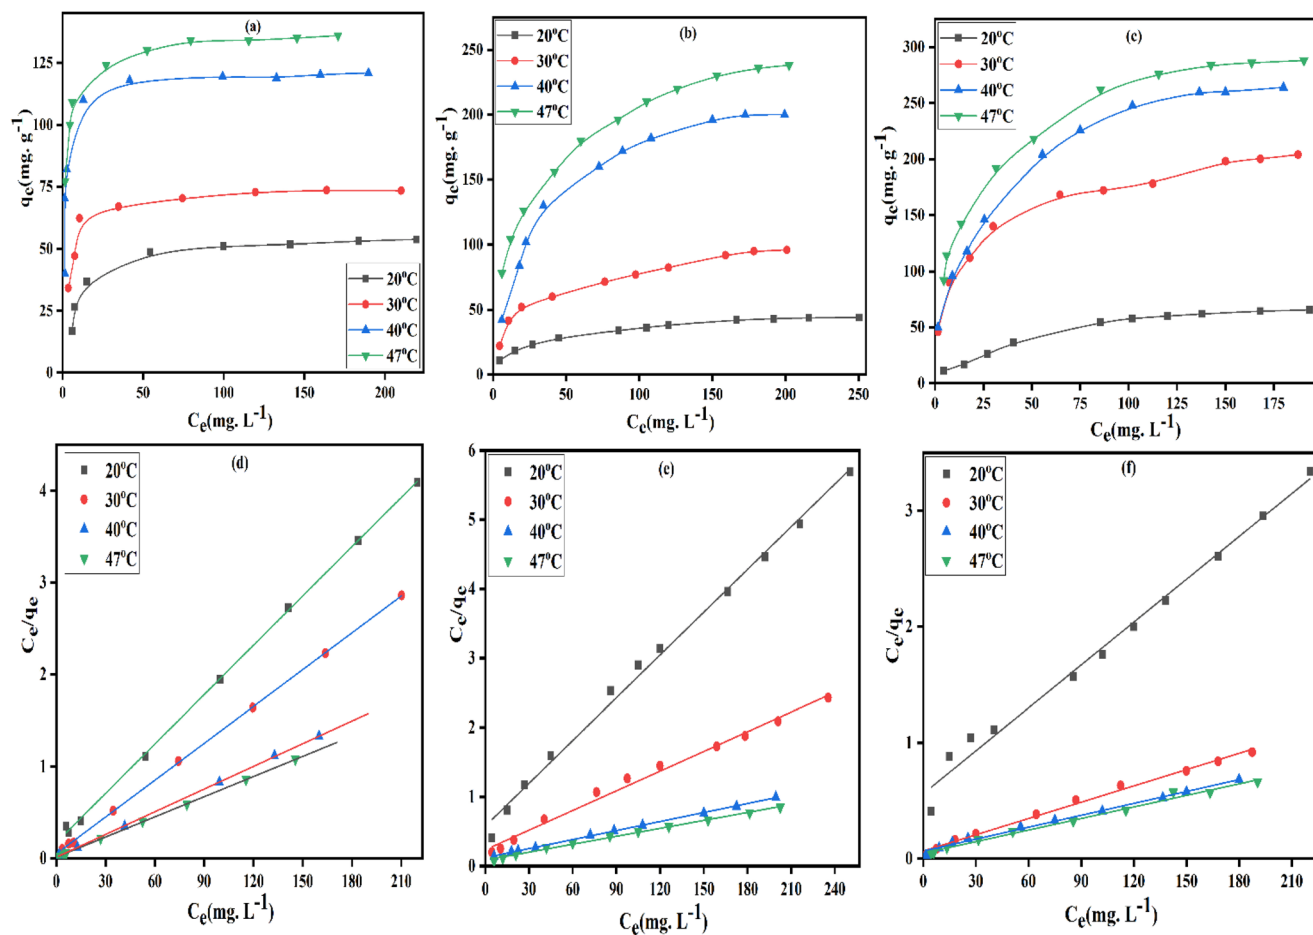 (a)
20°C
30°C
40°C
47°C
qe(mg. g-1)
125
100
75
50
25
0
0 50 100 150 200
Ce(mg. L-1)
(b)
20°C
30°C
40°C
47°C
qe(mg. g-1)
250
200
150
100
50
0
0 50 100 150 200 250
Ce(mg. L-1)
(c)
20°C
30°C
40°C
47°C
qe(mg. g-1)
300
250
200
150
100
50
0
0 25 50 75 100 125 150 175
Ce(mg. L-1)
(d)
20°C
30°C
40°C
47°C
Ce/qe
4
3
2
1
0
0 30 60 90 120 150 180 210
Ce(mg. L-1)
(e)
20°C
30°C
40°C
47°C
Ce/qe
6
5
4
3
2
1
0
0 30 60 90 120 150 180 210 240
Ce(mg. L-1)
(f)
20°C
30°C
40°C
47°C
Ce/qe
3
2
1
0
0 30 60 90 120 150 180 210
Ce(mg. L-1)